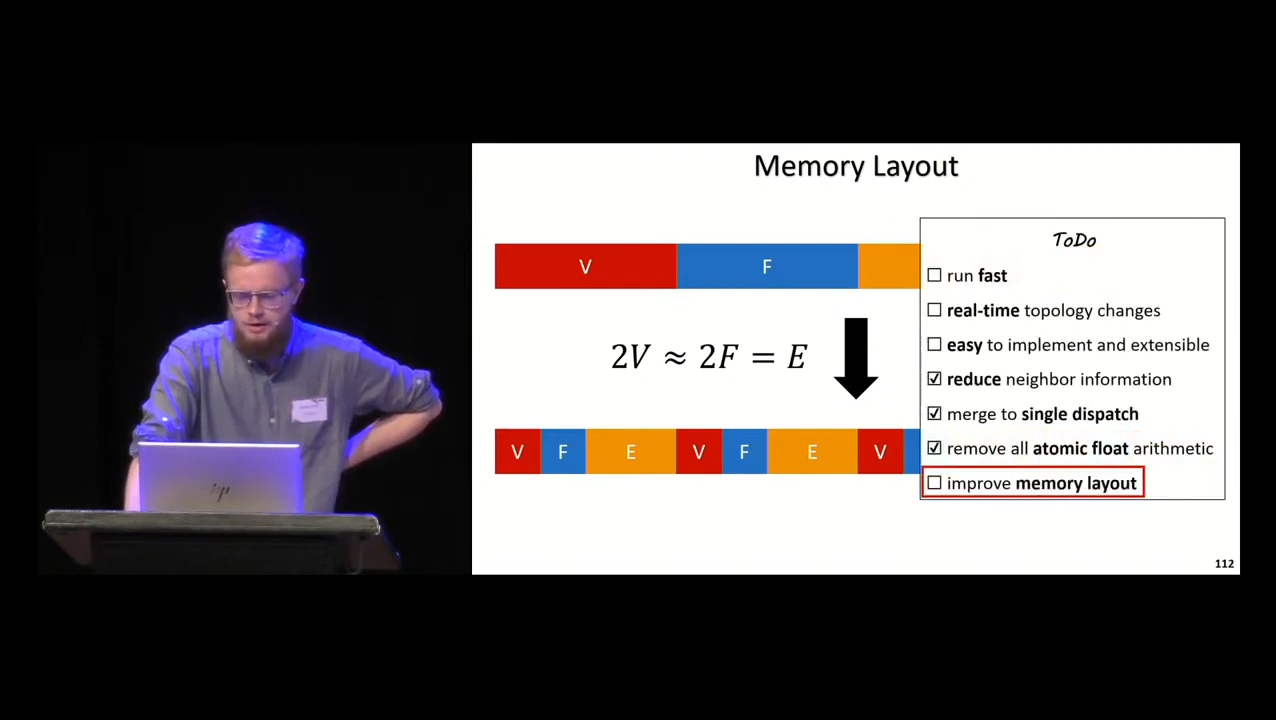 Memory Layout
V F
2V ≈ 2F = E
V F E V F E V
ToDo
☐ run fast
☐ real-time topology changes
☐ easy to implement and extensible
☑ reduce neighbor information
☑ merge to single dispatch
☑ remove all atomic float arithmetic
☐ improve memory layout
112